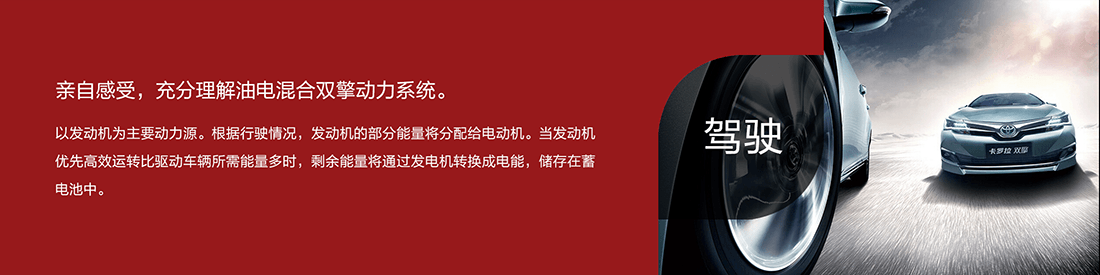 亲自感受，充分理解油电混合双擎动力系统。
以发动机为主要动力源。根据行驶情况，发动机的部分能量将分配给电动机。当发动机
优先高效运转比驱动车辆所需能量多时，剩余能量将通过发电机转换成电能，储存在蓄
电池中。
驾驶
卡罗拉 双擎